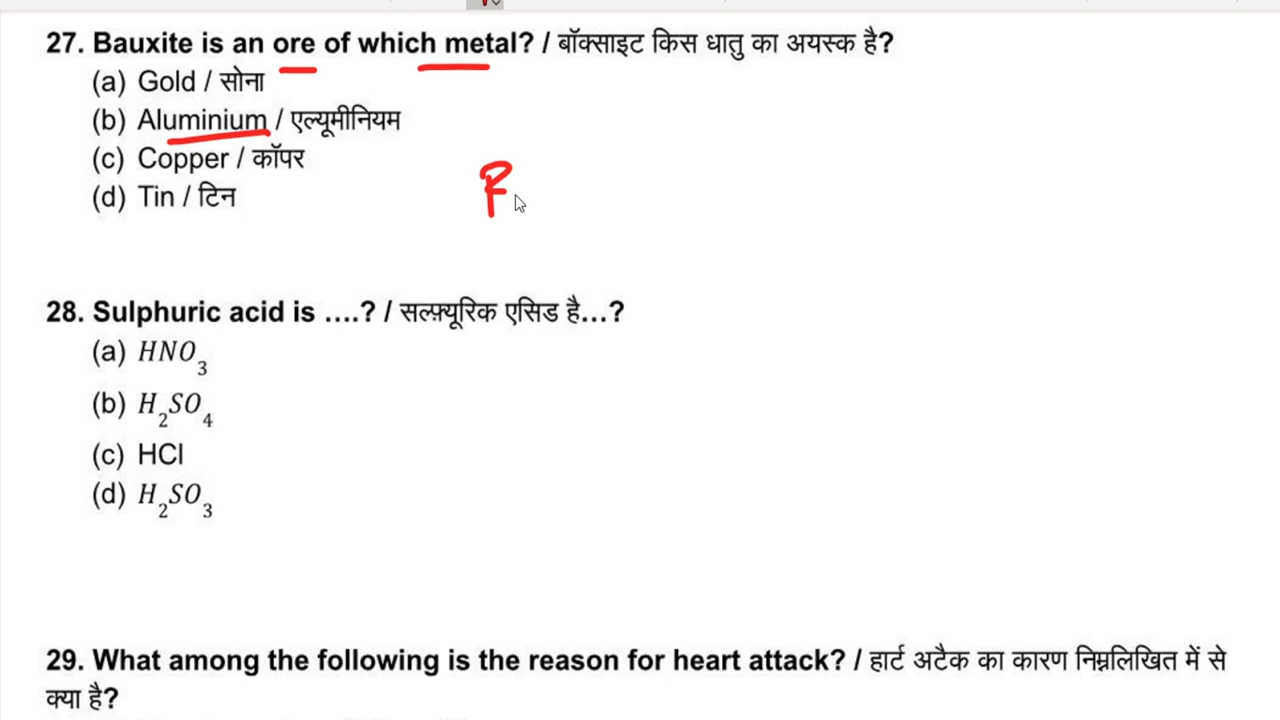 27. Bauxite is an ore of which metal? / बॉक्साइट किस धातु का अयस्क है?
(a) Gold / सोना
(b) Aluminium / एल्यूमीनियम
(c) Copper / कॉपर
(d) Tin / टिन
28. Sulphuric acid is ....? / सल्फ़्यूरिक एसिड है...?
(a) HNO₃
(b) H₂SO₄
(c) HCl
(d) H₂SO₃
29. What among the following is the reason for heart attack? / हार्ट अटैक का कारण निम्नलिखित में से
क्या है?